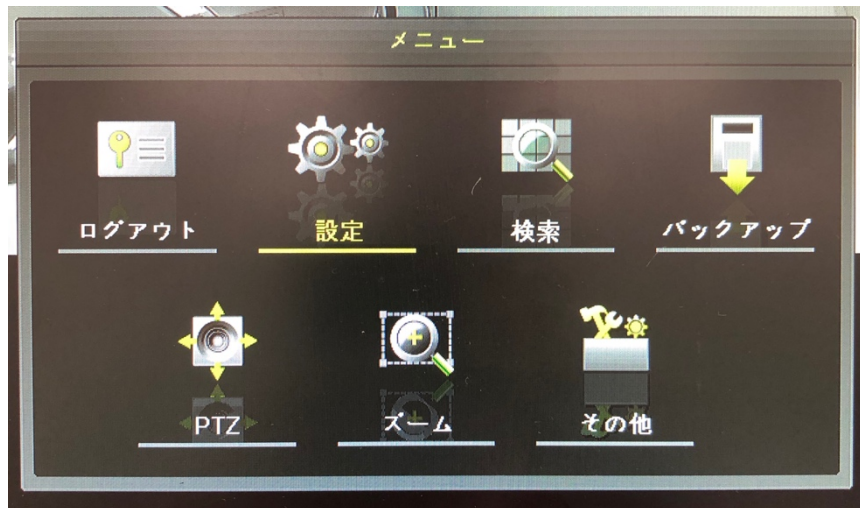 メニュー
ログアウト
設定
検索
バックアップ
PTZ
ズーム
その他